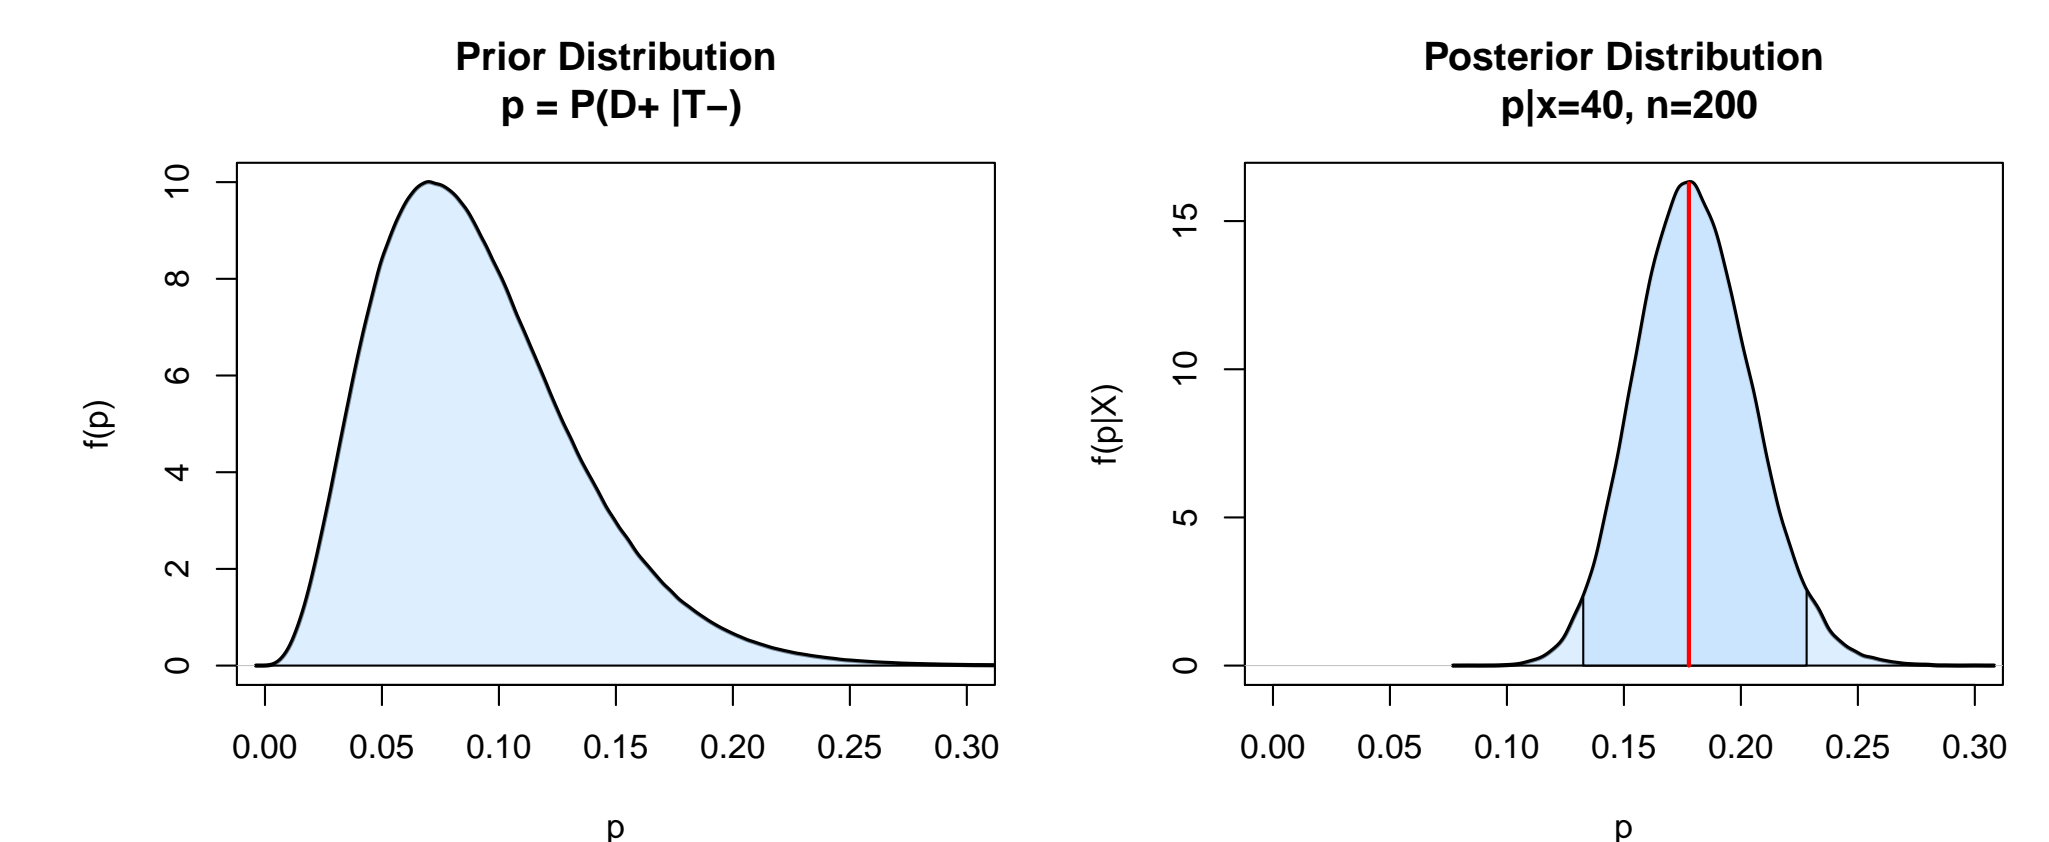 Prior Distribution
p = P(D+ |T−)
f(p)
10
8
6
4
2
0
0.00 0.05 0.10 0.15 0.20 0.25 0.30
p
Posterior Distribution
p|x=40, n=200
f(p|X)
15
10
5
0
0.00 0.05 0.10 0.15 0.20 0.25 0.30
p